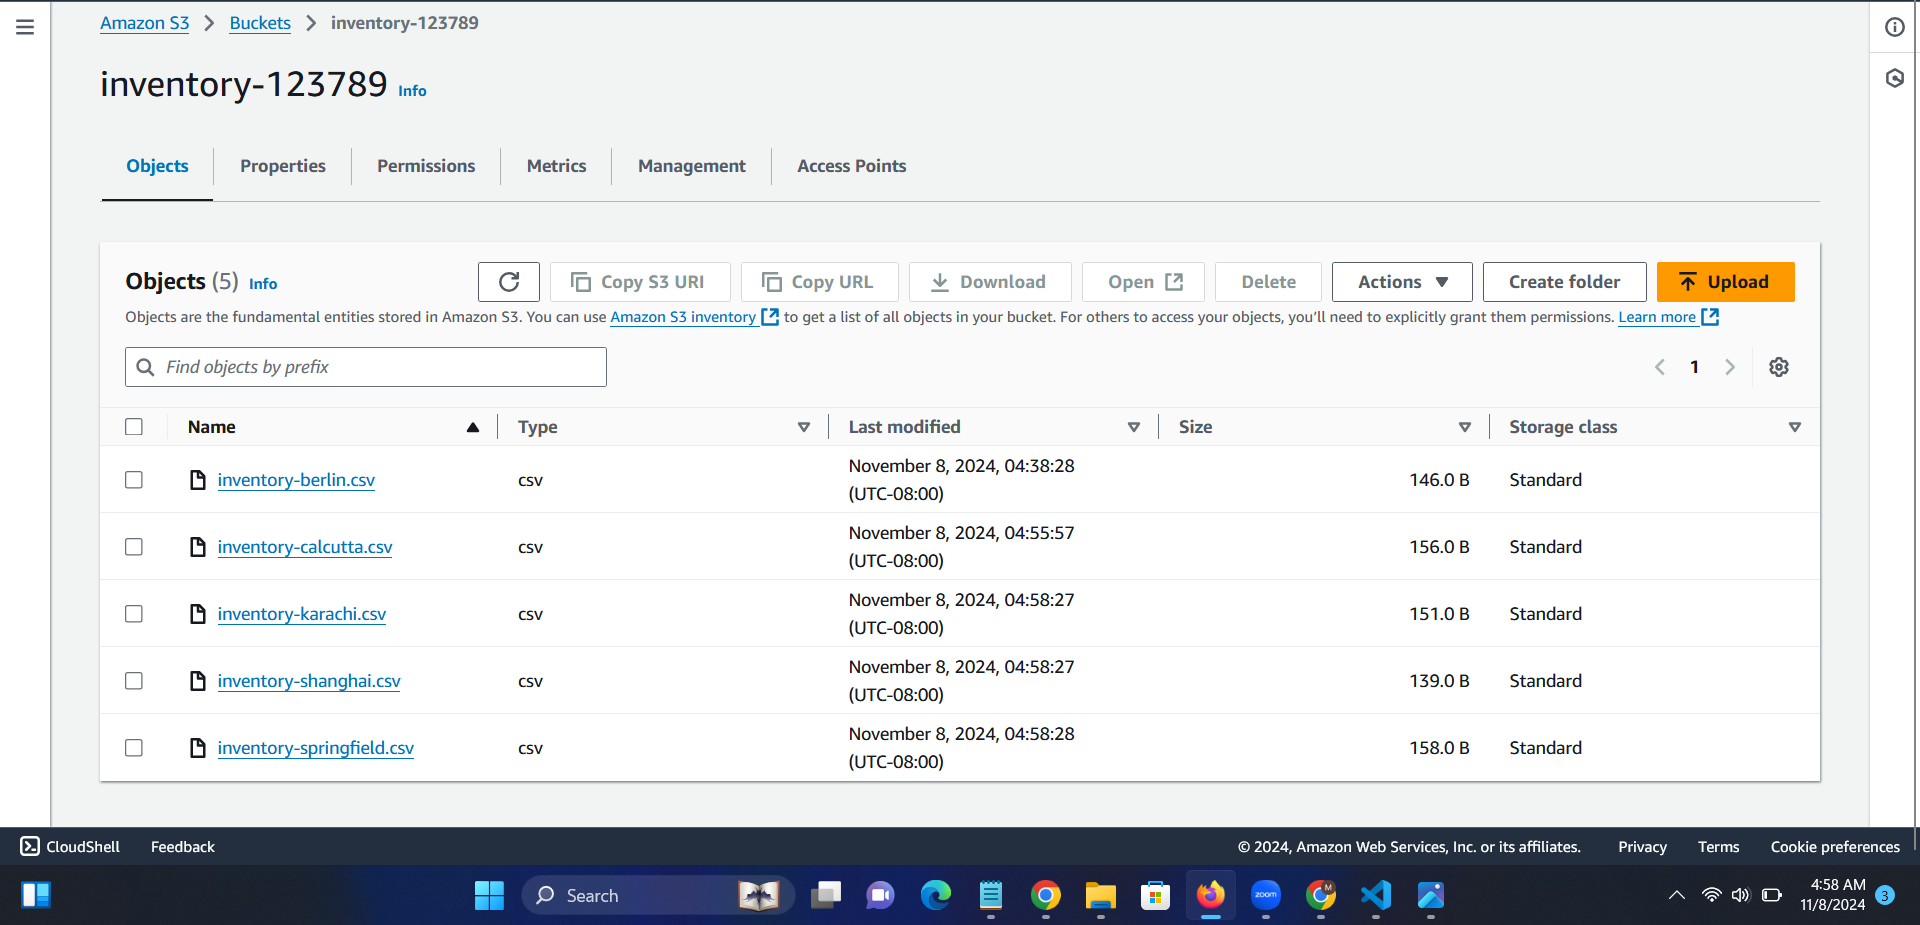 Amazon S3 > Buckets > inventory-123789
inventory-123789 Info
Objects Properties Permissions Metrics Management Access Points
Objects (5) Info Copy S3 URI Copy URL Download Open Delete Actions Create folder Upload
Objects are the fundamental entities stored in Amazon S3. You can use Amazon S3 inventory to get a list of all objects in your bucket. For others to access your objects, you'll need to explicitly grant them permissions. Learn more
Find objects by prefix 1
Name Type Last modified Size Storage class
inventory-berlin.csv csv November 8, 2024, 04:38:28 (UTC-08:00) 146.0 B Standard
inventory-calcutta.csv csv November 8, 2024, 04:55:57 (UTC-08:00) 156.0 B Standard
inventory-karachi.csv csv November 8, 2024, 04:58:27 (UTC-08:00) 151.0 B Standard
inventory-shanghai.csv csv November 8, 2024, 04:58:27 (UTC-08:00) 139.0 B Standard
inventory-springfield.csv csv November 8, 2024, 04:58:28 (UTC-08:00) 158.0 B Standard
CloudShell Feedback © 2024, Amazon Web Services, Inc. or its affiliates. Privacy Terms Cookie preferences
Search zoom M 4:58 AM 3
11/8/2024